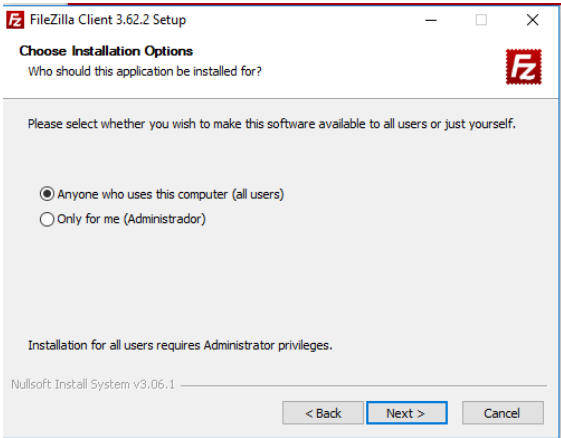 FileZilla Client 3.62.2 Setup
Choose Installation Options
Who should this application be installed for?
Fz
Please select whether you wish to make this software available to all users or just yourself.
Anyone who uses this computer (all users)
Only for me (Administrador)
Installation for all users requires Administrator privileges.
Nullsoft Install System v3.06.1
< Back Next > Cancel